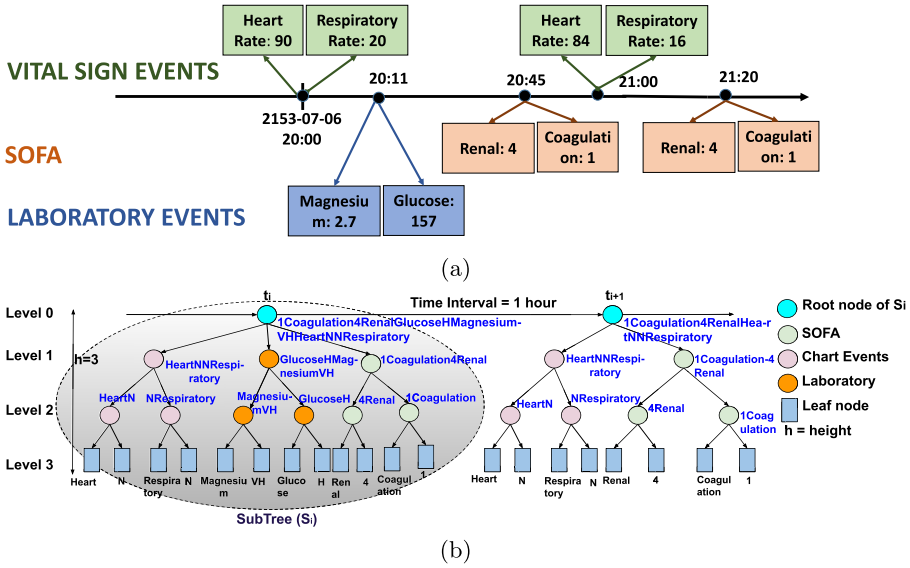 Heart
Rate: 90
Respiratory
Rate: 20
Heart
Rate: 84
Respiratory
Rate: 16
VITAL SIGN EVENTS
20:11
20:45
21:00
21:20
2153-07-06
20:00
SOFA
Renal: 4
Coagulati
on: 1
Renal: 4
Coagulati
on: 1
LABORATORY EVENTS
Magnesiu
m: 2.7
Glucose:
157
(a)
Level 0
Level 1
Level 2
Level 3
h=3
ti
Time Interval = 1 hour
ti+1
1Coagulation4RenalGlucoseHMagnesium-
VHHeartNNRespiratory
HeartNNRespi-
ratory
GlucoseHMag-
nesiumVH
1Coagulation4Renal
HeartN
NRespiratory
Magnesiu-
mVH
GlucoseH
4Renal
1Coagulation
Heart
N
Respira
tory
N
Magnesiu
m
VH
Gluco
se
H
Ren
al
4
Coagul
ation
1
SubTree (Si)
1Coagulation4RenalHea-r
tNNRespiratory
HeartNNRespi-
ratory
1Coagulation-4
Renal
HeartN
NRespiratory
4Renal
1Coag
ulation
Heart
N
Respira
tory
N
Renal
4
Coagul
ation
1
Root node of Si
SOFA
Chart Events
Laboratory
Leaf node
h = height
(b)